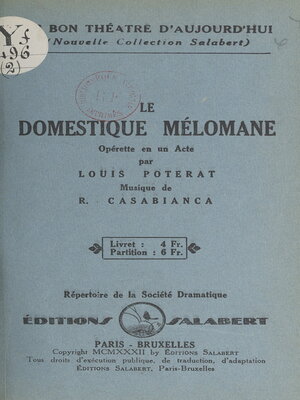 BON THÉATRE D'AUJOURD'HUI
(Nouvelle Collection Salabert)
LE
DOMESTIQUE MÉLOMANE
Opérette en un Acte
par
LOUIS POTERAT
Musique de
R. CASABIANCA
Livret : 4 Fr.
Partition : 6 Fr.
Répertoire de la Société Dramatique
ÉDITIONS SALABERT
PARIS - BRUXELLES
Copyright MCMXXXII by ÉDITIONS SALABERT
Tous droits d'exécution publique, de traduction, d'adaptation
ÉDITIONS SALABERT, Paris-Bruxelles